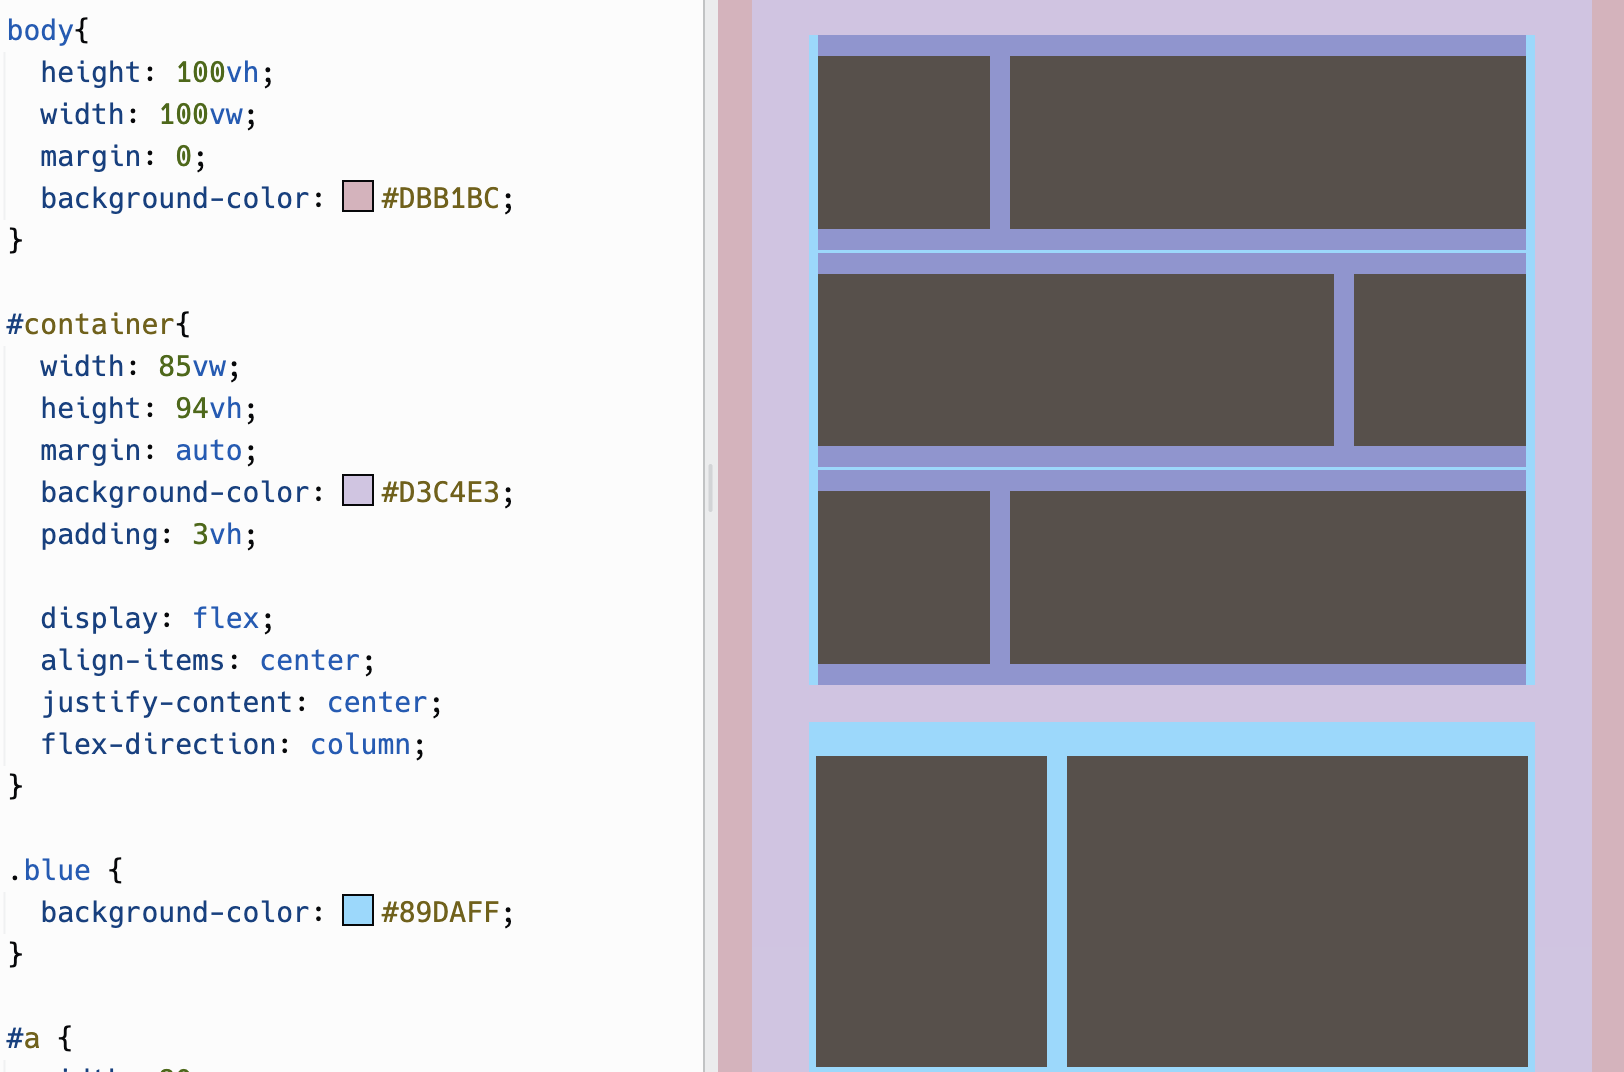 body{
height: 100vh;
width: 100vw;
margin: 0;
background-color: #DBB1BC;
}
#container{
width: 85vw;
height: 94vh;
margin: auto;
background-color: #D3C4E3;
padding: 3vh;
display: flex;
align-items: center;
justify-content: center;
flex-direction: column;
}
.blue {
background-color: #89DAFF;
}
#a {